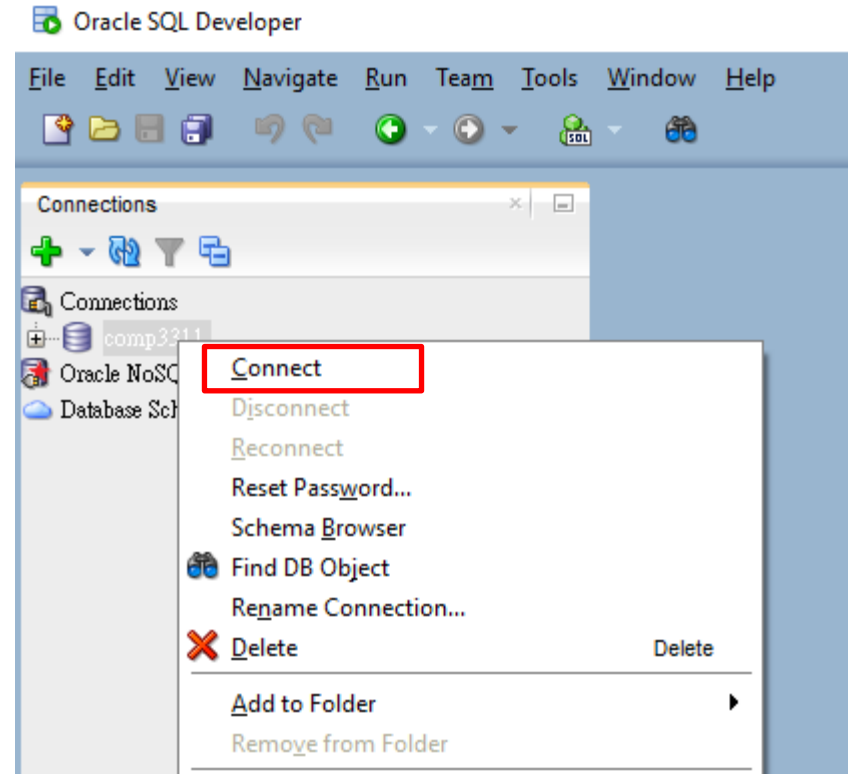 Oracle SQL Developer
File Edit View Navigate Run Team Tools Window Help
SQL
Connections
Connections
comp3311
Oracle NoSQ
Database Sch
Connect
Disconnect
Reconnect
Reset Password...
Schema Browser
Find DB Object
Rename Connection...
Delete Delete
Add to Folder
Remove from Folder